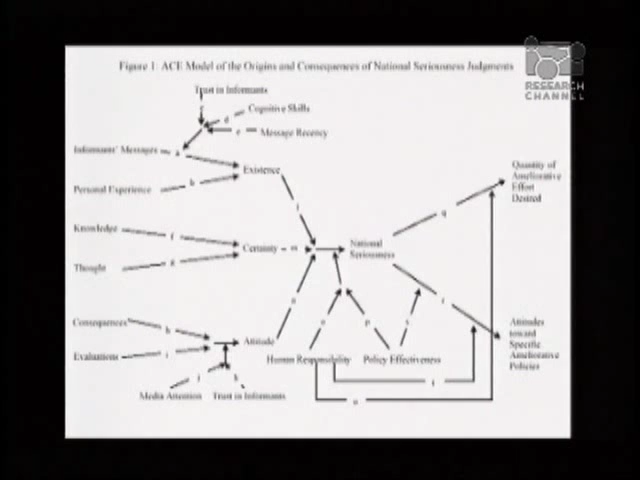 RESEARCH
CHANNEL
Figure 1: ACE Model of the Origins and Consequences of National Seriousness Judgments
Trust in Informants
Cognitive Skills
Message Recency
Informants' Messages
Existence
Personal Experience
Quantity of
Ameliorative
Effort
Desired
Knowledge
Certainty
National
Seriousness
Thought
Consequences
Attitude
Evaluations
Human Responsibility
Policy Effectiveness
Attitudes
toward
Specific
Ameliorative
Policies
Media Attention
Trust in Informants